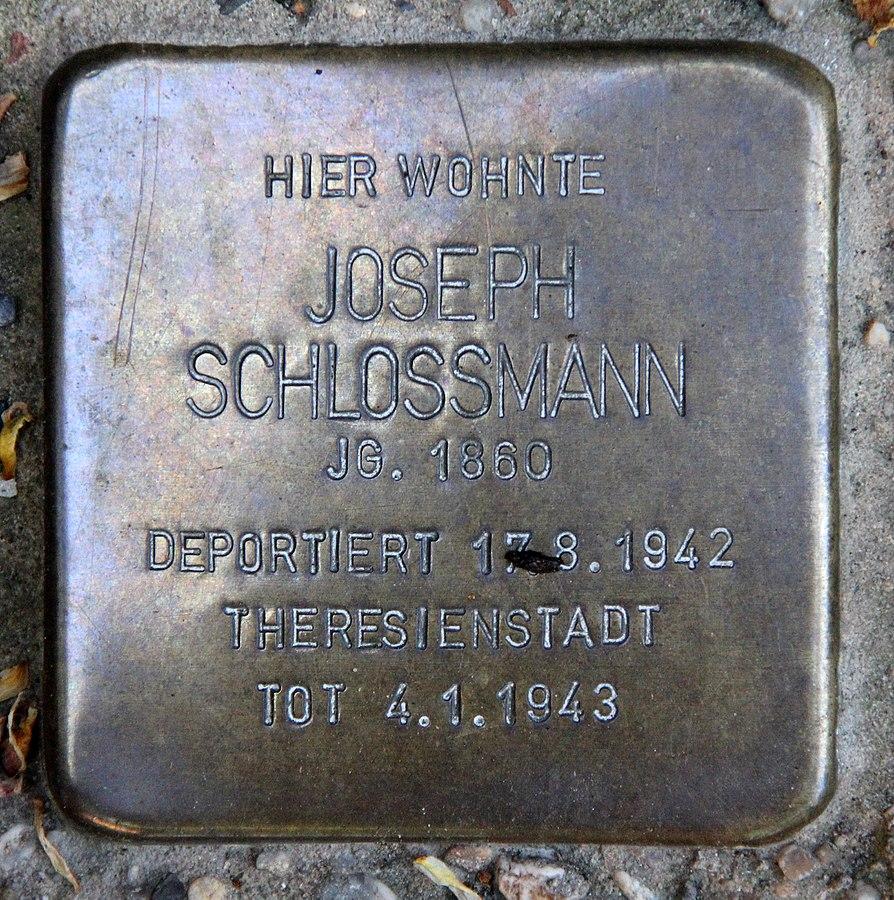 HIER WOHNTE
JOSEPH
SCHLOSSMANN
JG. 1860
DEPORTIERT 17.8.1942
THERESIENSTADT
TOT 4.1.1943